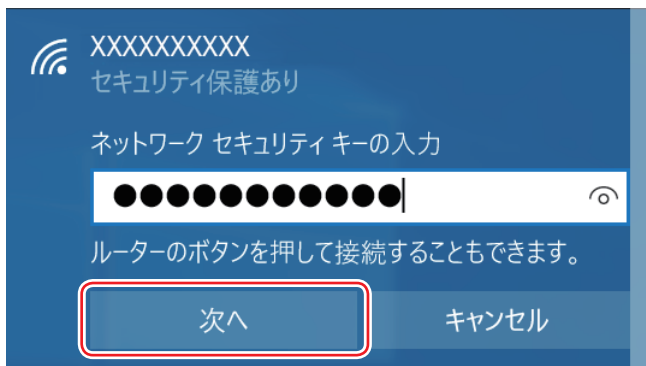 XXXXXXXXXX
セキュリティ保護あり
ネットワーク セキュリティ キーの入力
●●●●●●●●●●●
ルーターのボタンを押して接続することもできます。
次へ
キャンセル